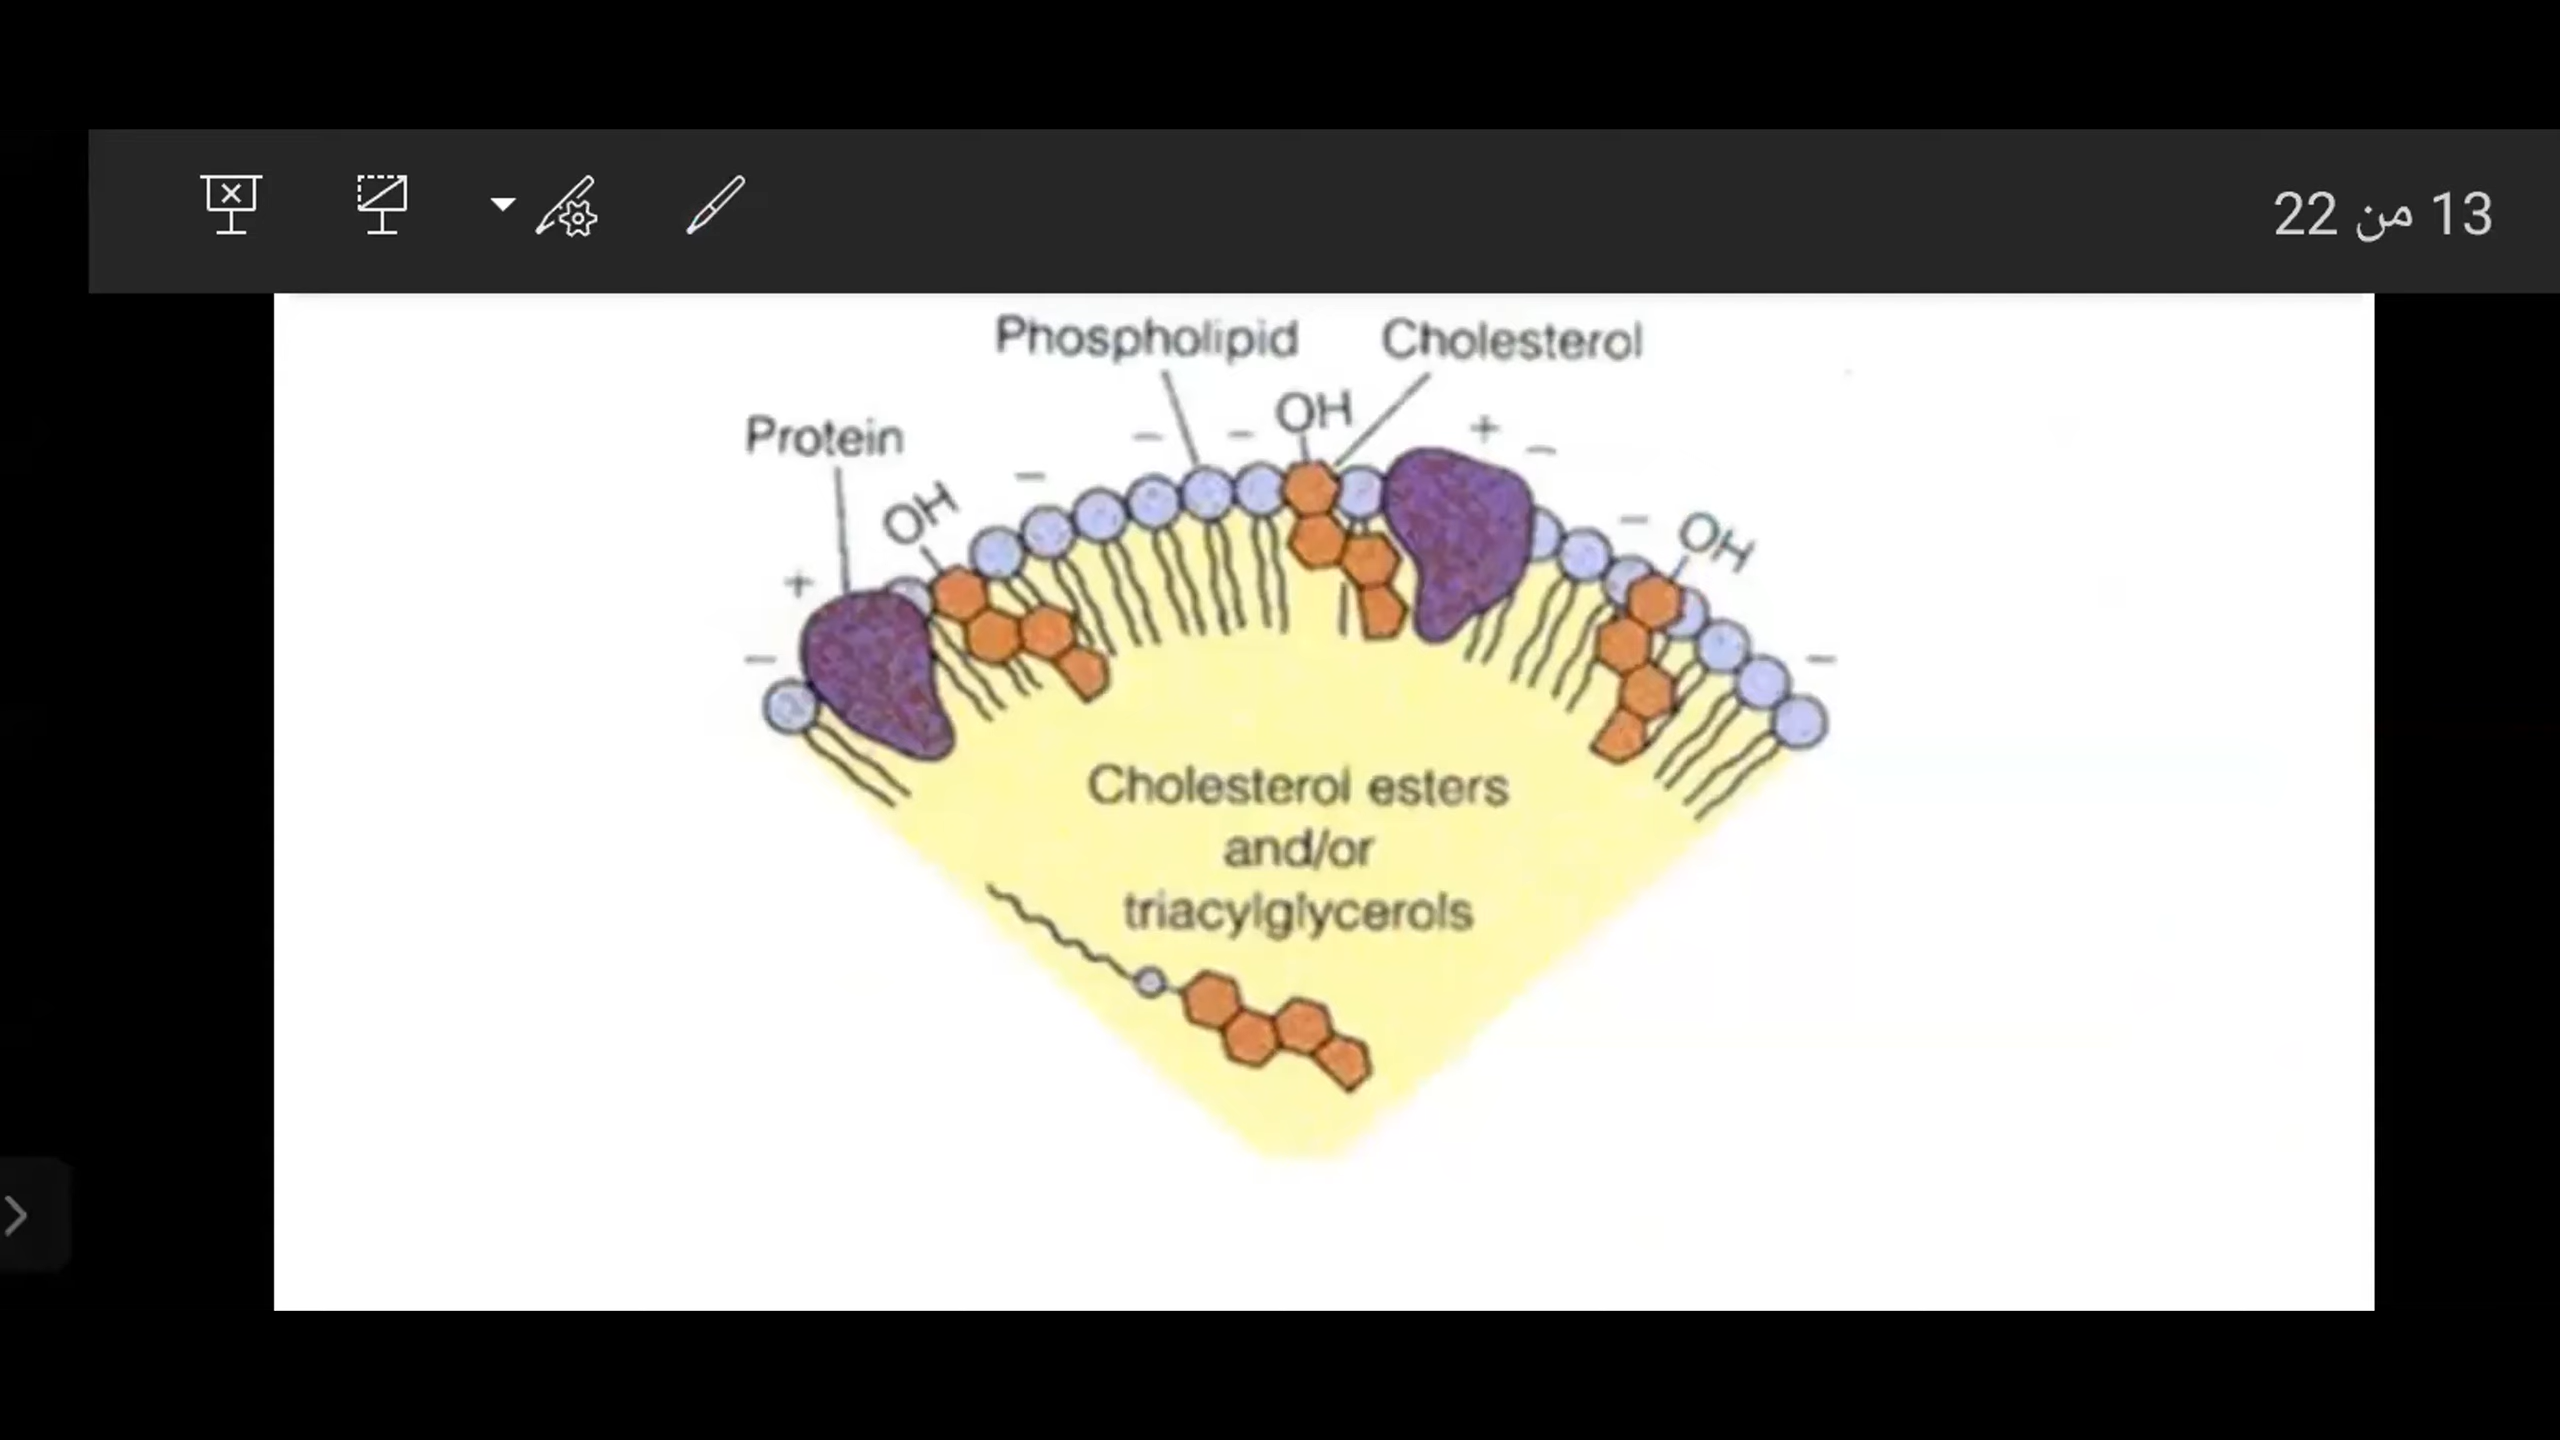 13 من 22
Phospholipid
Cholesterol
Protein
OH
OH
OH
+
−
−
−
−
+
−
−
−
Cholesterol esters
and/or
triacylglycerols